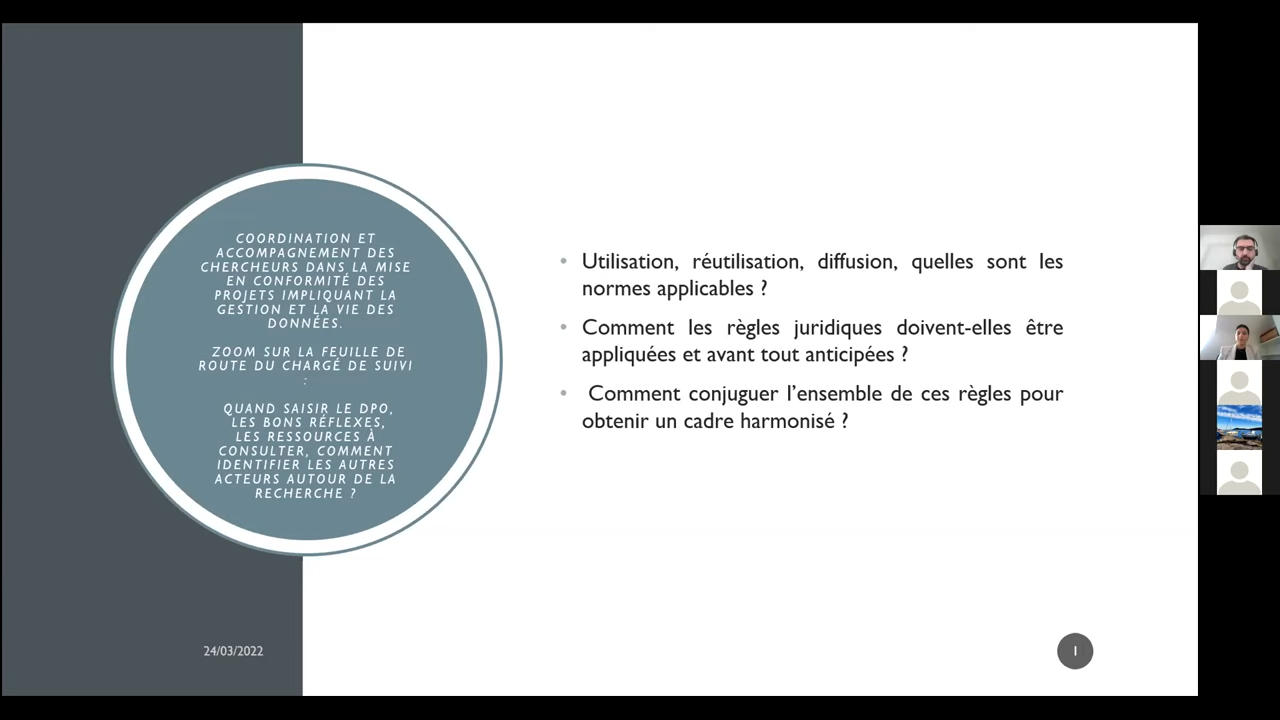 COORDINATION ET
ACCOMPAGNEMENT DES
CHERCHEURS DANS LA MISE
EN CONFORMITÉ DES
PROJETS IMPLIQUANT LA
GESTION ET LA VIE DES
DONNÉES.
ZOOM SUR LA FEUILLE DE
ROUTE DU CHARGÉ DE SUIVI
:
QUAND SAISIR LE DPO,
LES BONS RÉFLEXES,
LES RESSOURCES À
CONSULTER, COMMENT
IDENTIFIER LES AUTRES
ACTEURS AUTOUR DE LA
RECHERCHE ?
• Utilisation, réutilisation, diffusion, quelles sont les
normes applicables ?
• Comment les règles juridiques doivent-elles être
appliquées et avant tout anticipées ?
• Comment conjuguer l’ensemble de ces règles pour
obtenir un cadre harmonisé ?
24/03/2022
1